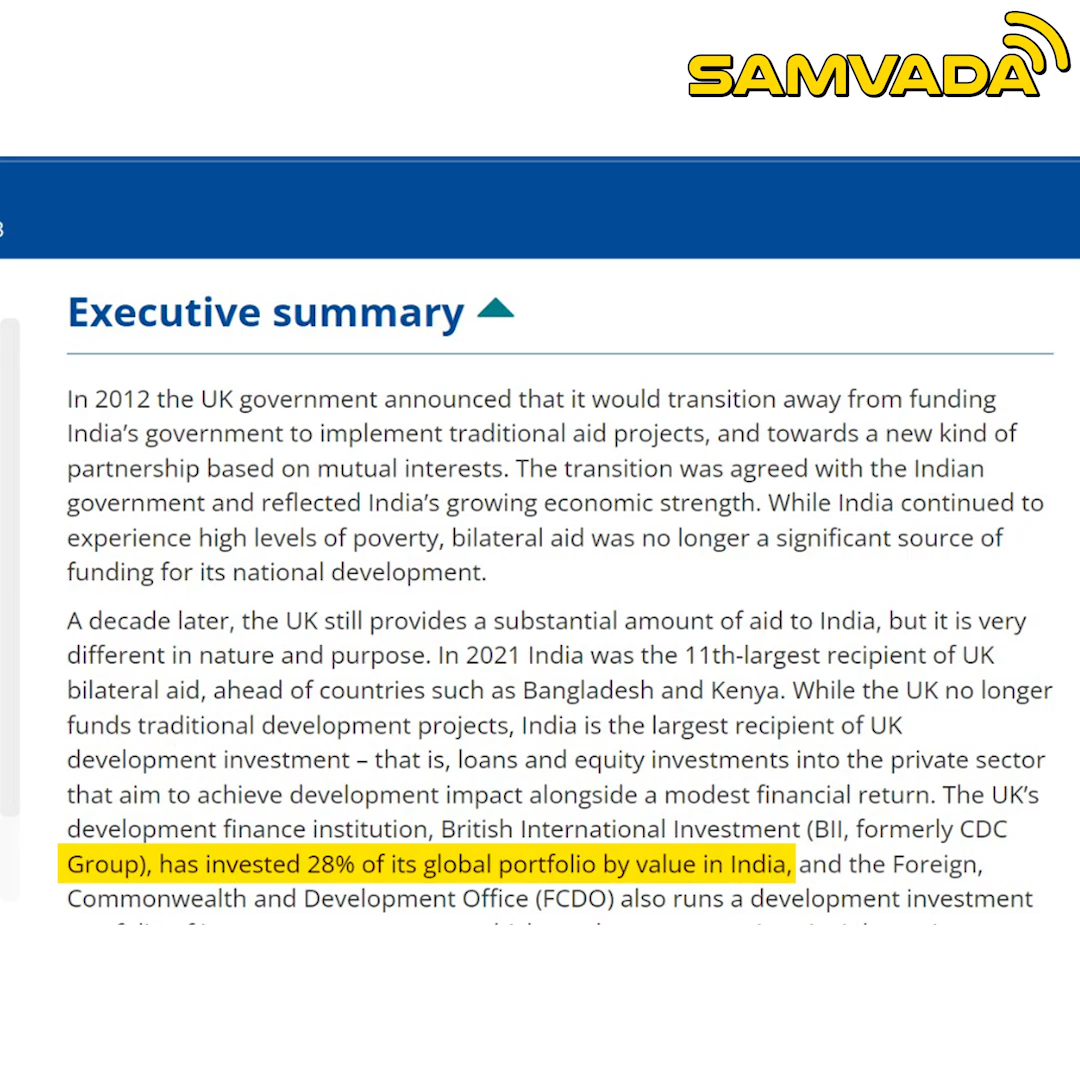 SAMVADA
3
Executive summary
In 2012 the UK government announced that it would transition away from funding
India’s government to implement traditional aid projects, and towards a new kind of
partnership based on mutual interests. The transition was agreed with the Indian
government and reflected India’s growing economic strength. While India continued to
experience high levels of poverty, bilateral aid was no longer a significant source of
funding for its national development.
A decade later, the UK still provides a substantial amount of aid to India, but it is very
different in nature and purpose. In 2021 India was the 11th-largest recipient of UK
bilateral aid, ahead of countries such as Bangladesh and Kenya. While the UK no longer
funds traditional development projects, India is the largest recipient of UK
development investment – that is, loans and equity investments into the private sector
that aim to achieve development impact alongside a modest financial return. The UK’s
development finance institution, British International Investment (BII, formerly CDC
Group), has invested 28% of its global portfolio by value in India, and the Foreign,
Commonwealth and Development Office (FCDO) also runs a development investment